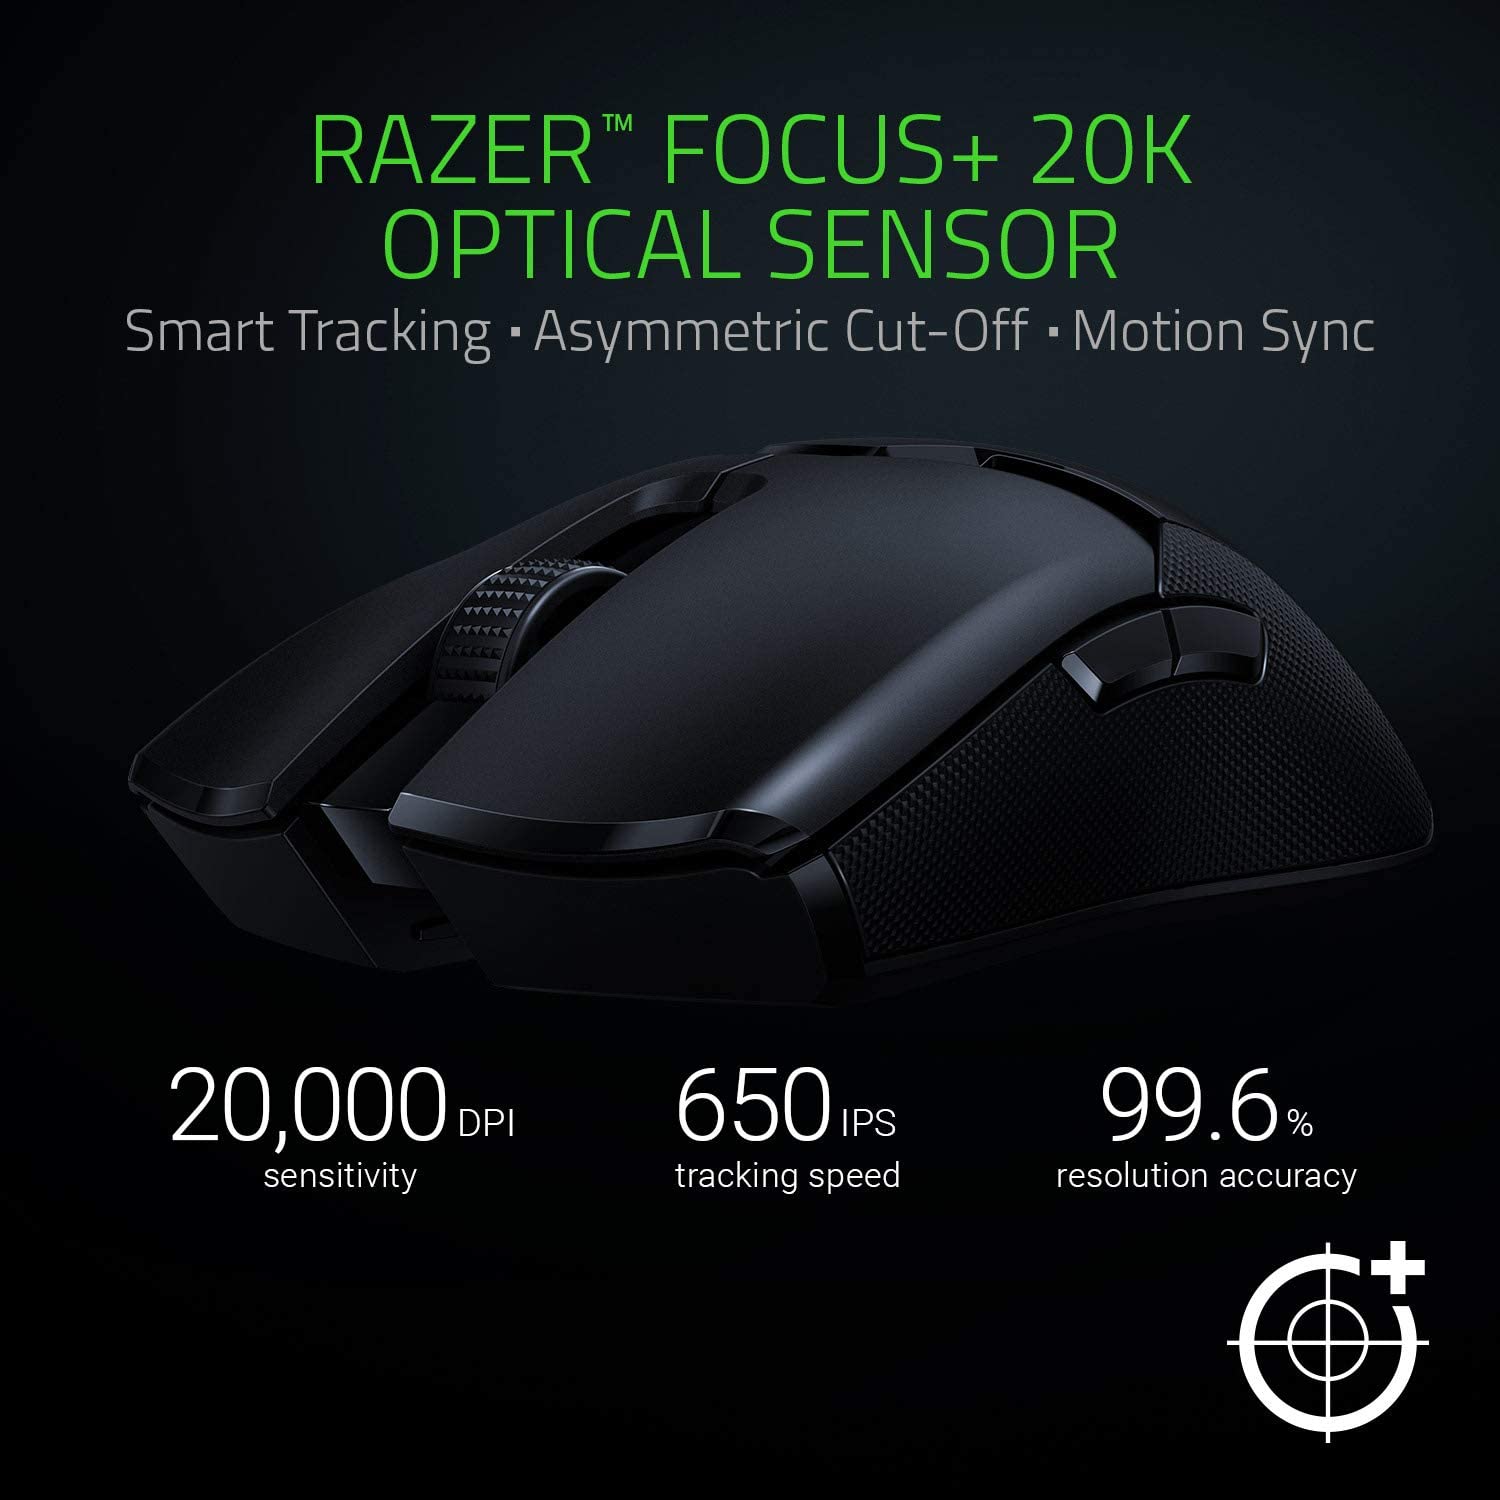 RAZER™ FOCUS+ 20K
OPTICAL SENSOR
Smart Tracking · Asymmetric Cut-Off · Motion Sync
20,000 DPI
sensitivity
650 IPS
tracking speed
99.6 %
resolution accuracy